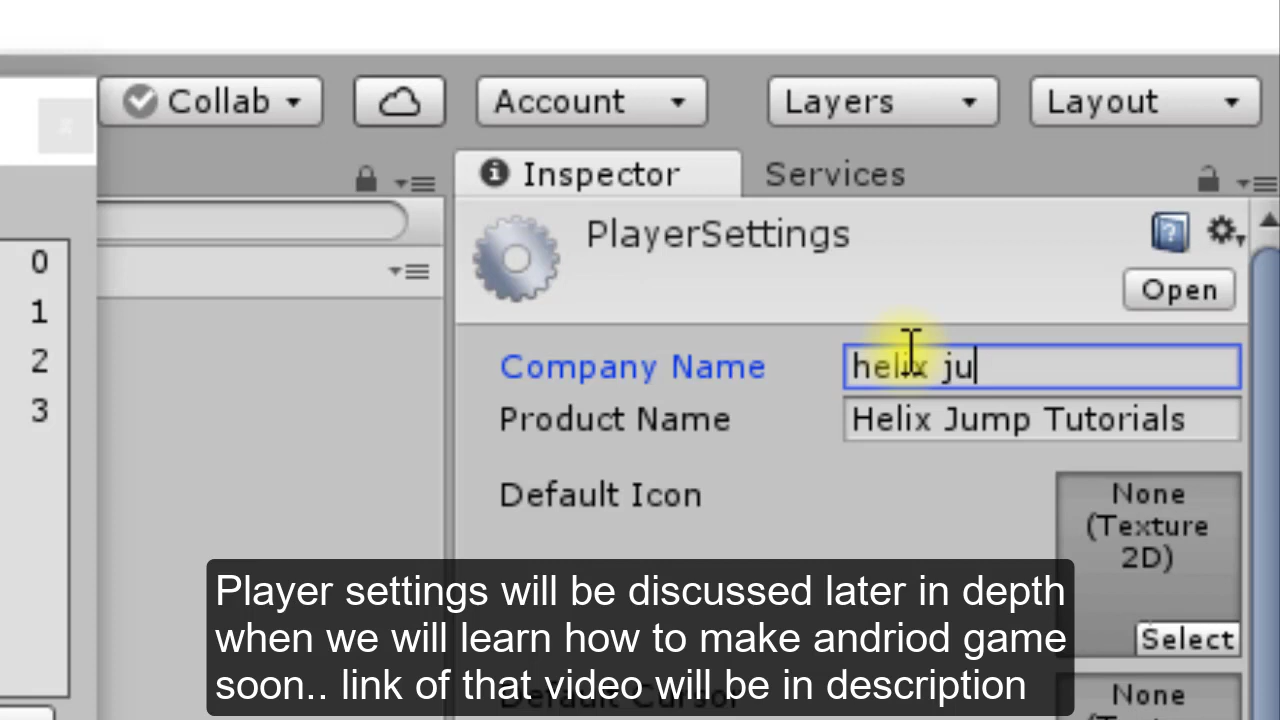 Collab
Account
Layers
Layout
Inspector
Services
PlayerSettings
Open
0
1
2
3
Company Name
helix ju
Product Name
Helix Jump Tutorials
Default Icon
None
(Texture
2D)
Select
Player settings will be discussed later in depth
when we will learn how to make andriod game
soon.. link of that video will be in description
Default Cursor
None